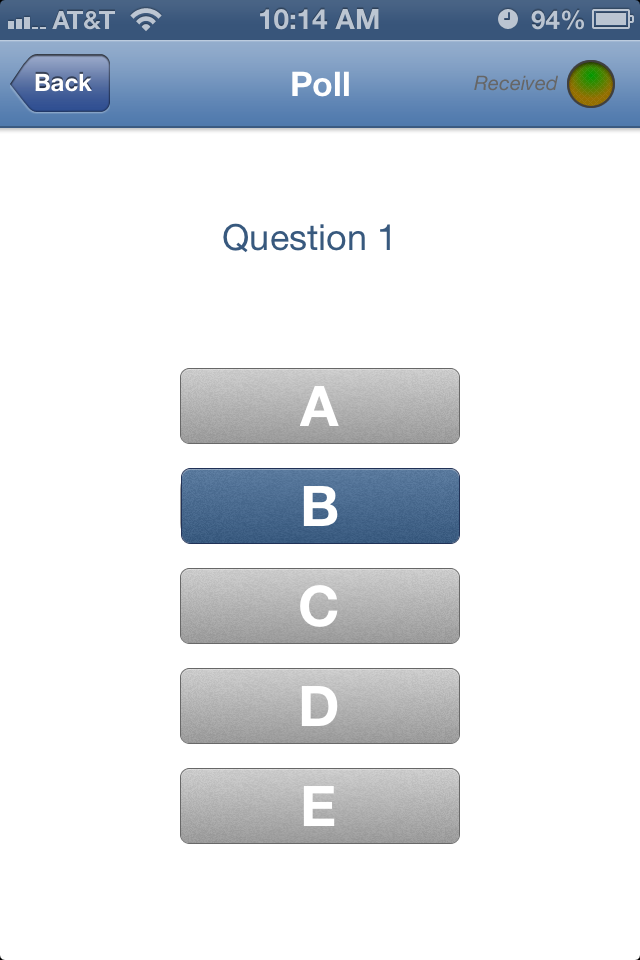 AT&T 10:14 AM 94%
Back Poll Received
Question 1
A
B
C
D
E